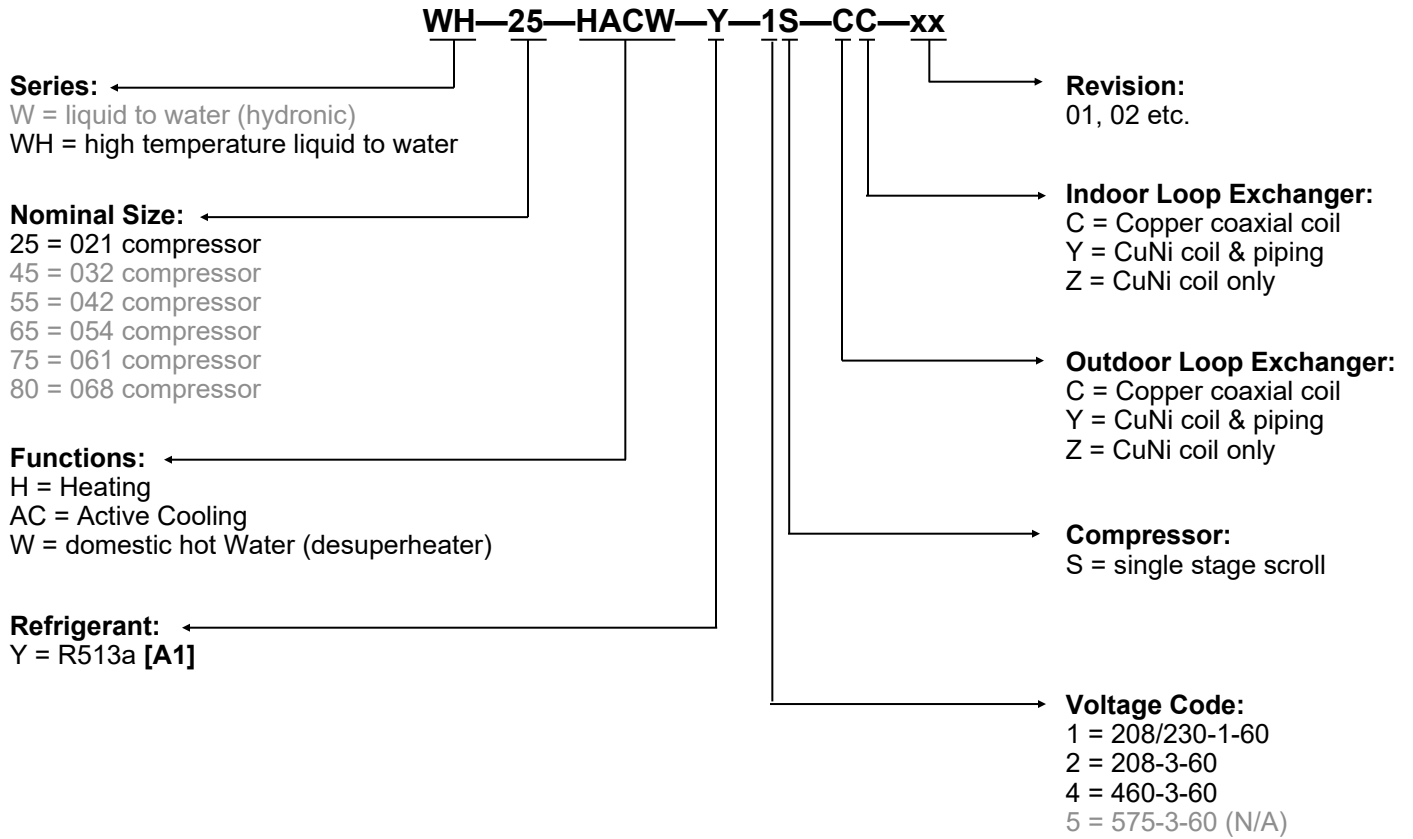 WH—25—HACW—Y—1S—CC—xx
Series:
W = liquid to water (hydronic)
WH = high temperature liquid to water
Nominal Size:
25 = 021 compressor
45 = 032 compressor
55 = 042 compressor
65 = 054 compressor
75 = 061 compressor
80 = 068 compressor
Functions:
H = Heating
AC = Active Cooling
W = domestic hot Water (desuperheater)
Refrigerant:
Y = R513a [A1]
Revision:
01, 02 etc.
Indoor Loop Exchanger:
C = Copper coaxial coil
Y = CuNi coil & piping
Z = CuNi coil only
Outdoor Loop Exchanger:
C = Copper coaxial coil
Y = CuNi coil & piping
Z = CuNi coil only
Compressor:
S = single stage scroll
Voltage Code:
1 = 208/230-1-60
2 = 208-3-60
4 = 460-3-60
5 = 575-3-60 (N/A)